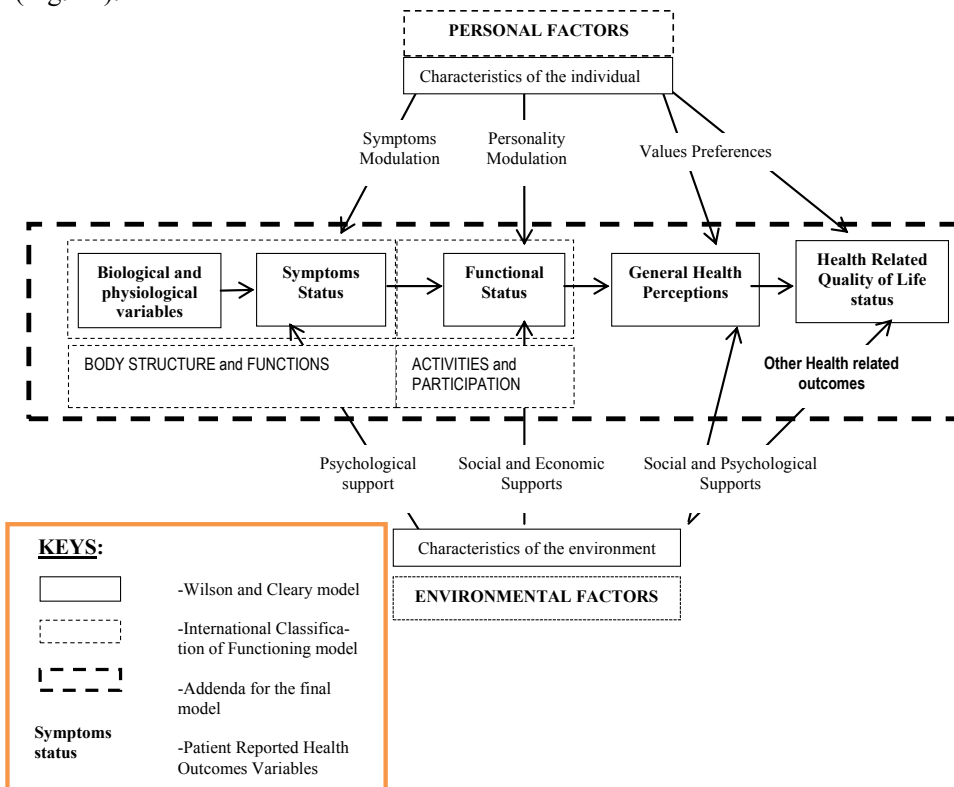 PERSONAL FACTORS
Characteristics of the individual
Symptoms
Modulation
Personality
Modulation
Values Preferences
Biological and
physiological
variables
Symptoms
Status
Functional
Status
General Health
Perceptions
Health Related
Quality of Life
status
BODY STRUCTURE and FUNCTIONS
ACTIVITIES and
PARTICIPATION
Other Health related
outcomes
Psychological
support
Social and Economic
Supports
Social and Psychological
Supports
Characteristics of the environment
ENVIRONMENTAL FACTORS
KEYS:
-Wilson and Cleary model
-International Classifica-
tion of Functioning model
-Addenda for the final
model
Symptoms
status
-Patient Reported Health
Outcomes Variables